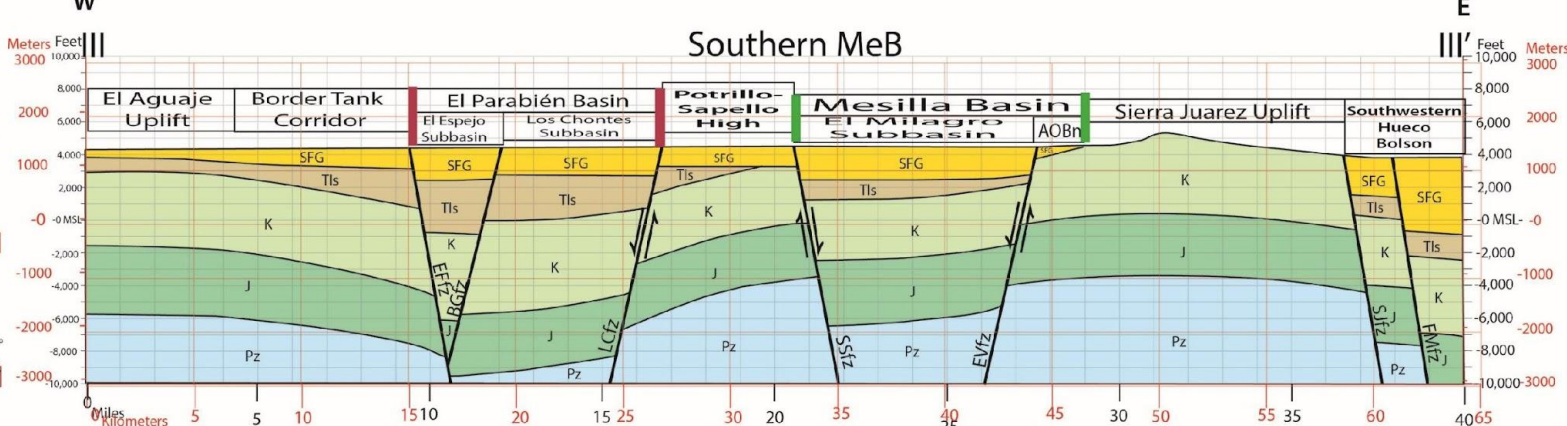 W E
III Southern MeB III'
Meters Feet Feet Meters
3000 10,000 10,000 3000
El Aguaje Uplift
Border Tank Corridor
El Parabién Basin
El Espejo Subbasin
Los Chontes Subbasin
Potrillo-Sapello High
Mesilla Basin
El Milagro Subbasin
AOBn
Sierra Juarez Uplift
Southwestern Hueco Bolson
8,000 8,000
2000 5,000 6,000 2000
1000 4,000 4,000 1000
2,000 2,000
-0 -0 MSL -0 MSL- -0
-2,000 -2,000
-1000 -4,000 -4,000 -1000
-6,000 -6,000
-2000 -2000
-8,000 -8,000
-3000 -10,000 -10,000 -3000
SFG SFG SFG SFG SFG SFG SFG SFG
Tls Tls Tls Tls Tls Tls Tls
K K K K K K K K
J J J J J J J
Pz Pz Pz Pz Pz Pz
EFfz
BGfz
LCfz
SSfz
EVfz
SJfz
FMfz
0 Miles 5 10 15 20 30 35 40
0 Kilometers 5 10 15 20 25 30 35 40 45 50 55 60 65